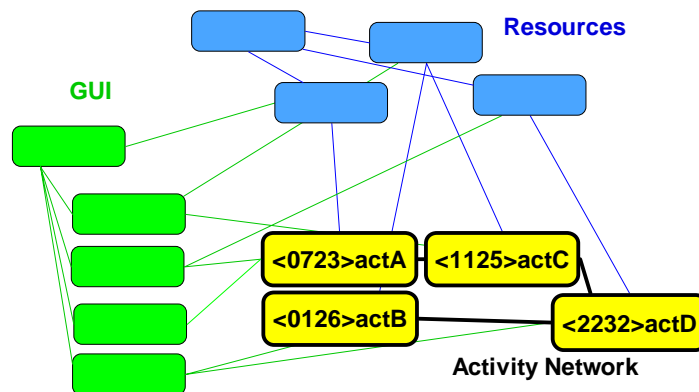 Resources
GUI
<0723>actA
<1125>actC
<0126>actB
<2232>actD
Activity Network